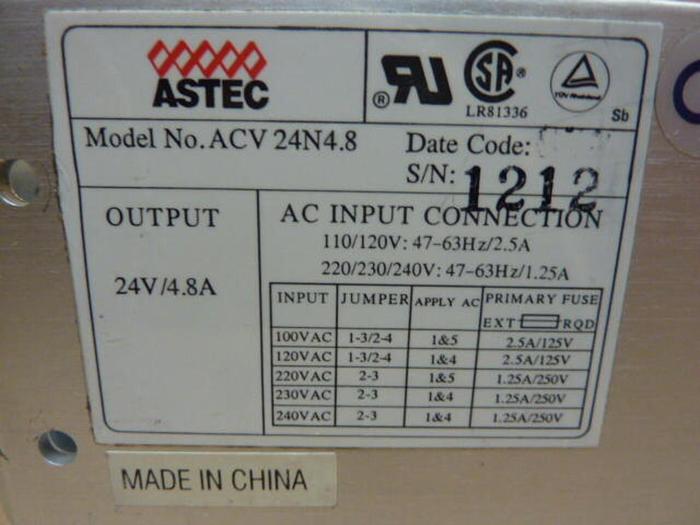 ASTEC
RU ®
SA ®
LR81336
TÜV Rheinland
Sb
Model No. ACV 24N4.8
Date Code:
S/N: 1212
OUTPUT
24V/4.8A
AC INPUT CONNECTION
110/120V: 47-63Hz/2.5A
220/230/240V: 47-63Hz/1.25A
INPUT JUMPER APPLY AC PRIMARY FUSE
EXT RQD
100VAC 1-3/2-4 1&5 2.5A/125V
120VAC 1-3/2-4 1&4 2.5A/125V
220VAC 2-3 1&5 1.25A/250V
230VAC 2-3 1&4 1.25A/250V
240VAC 2-3 1&4 1.25A/250V
MADE IN CHINA